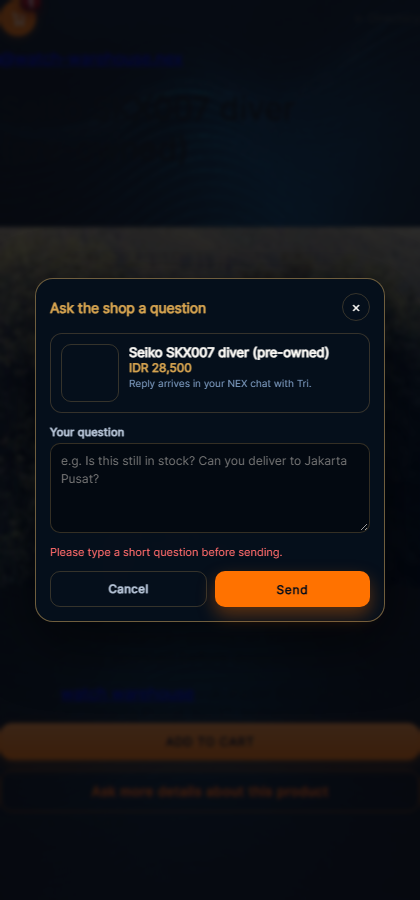 Ask the shop a question
×
Seiko SKX007 diver (pre-owned)
IDR 28,500
Reply arrives in your NEX chat with Tri.
Your question
e.g. Is this still in stock? Can you deliver to Jakarta
Pusat?
Please type a short question before sending.
Cancel
Send
ADD TO CART
Ask more details about this product